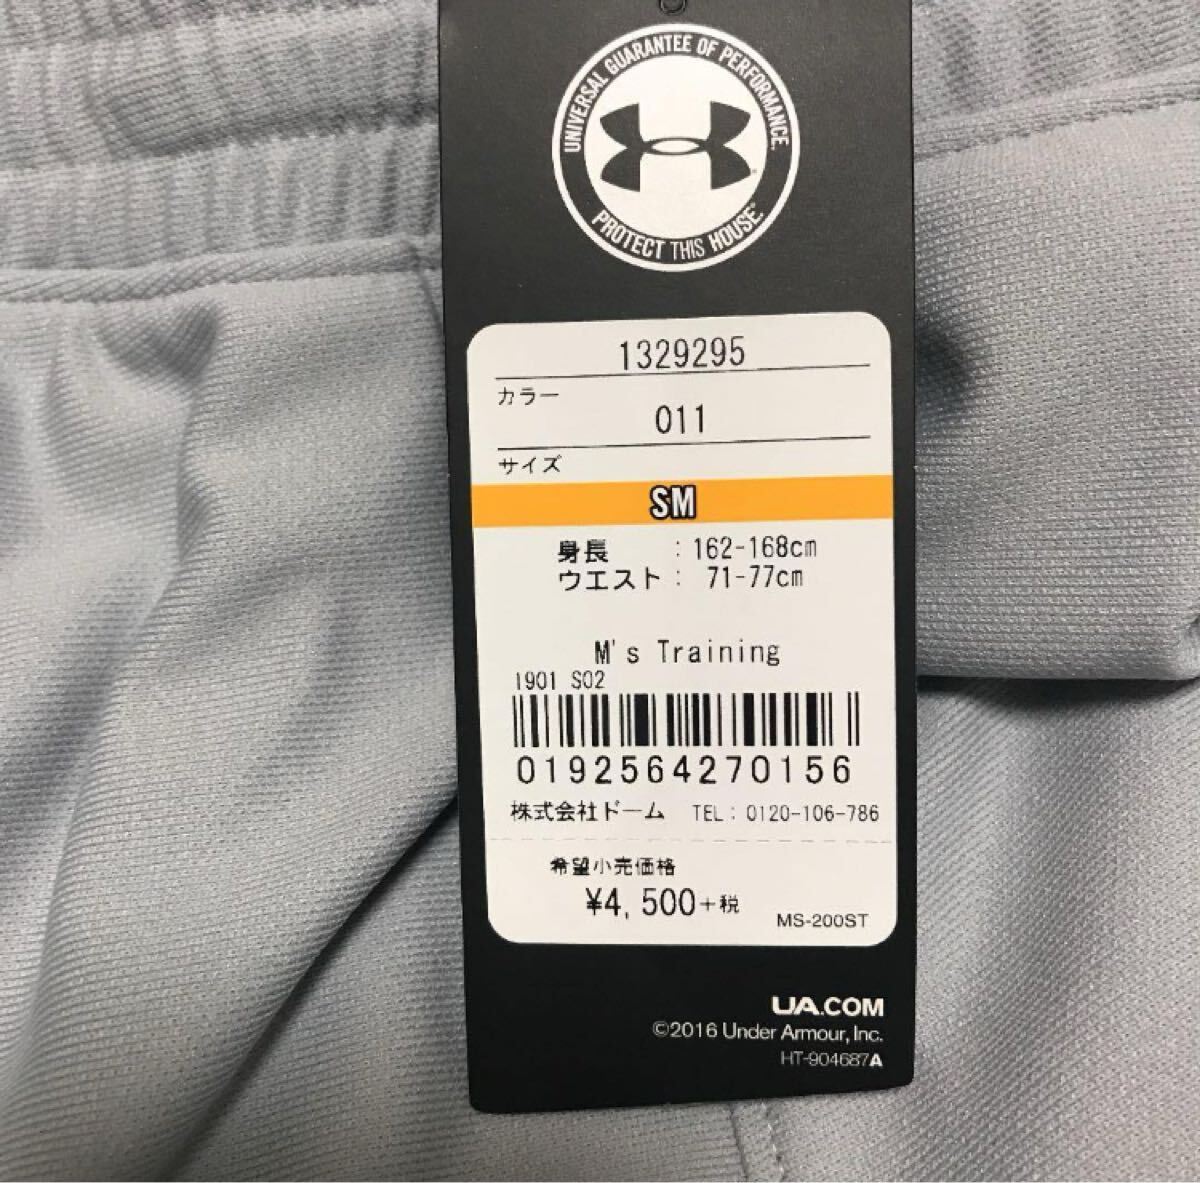 UNIVERSAL GUARANTEE OF PERFORMANCE.
PROTECT THIS HOUSE.
1329295
カラー
011
サイズ
SM
身長 : 162-168cm
ウエスト : 71-77cm
M's Training
1901 S02
0192564270156
株式会社ドーム TEL: 0120-106-786
希望小売価格
¥4,500+税
MS-200ST
UA.COM
©2016 Under Armour, Inc.
HT-904687A